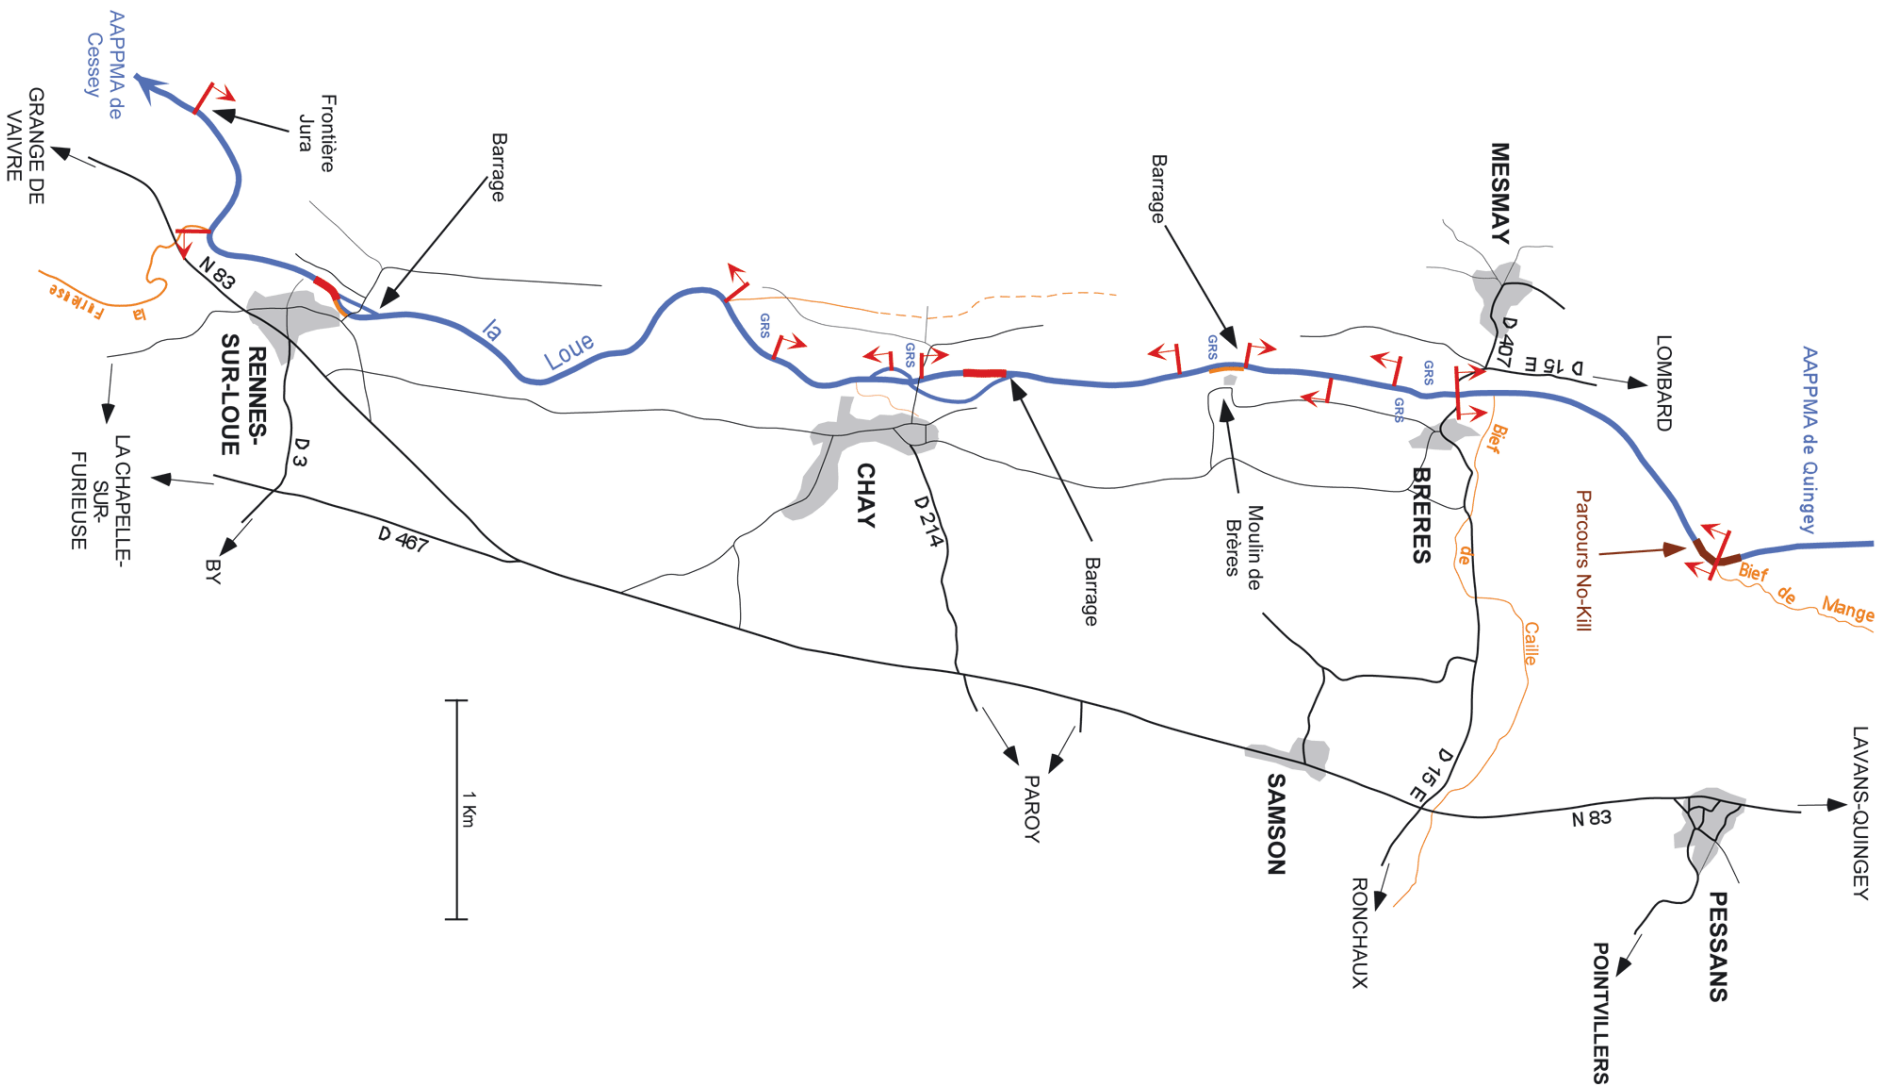 AAPPMA de
Cessey
GRANGE DE
VAIVRE
Frontière
Jura
Barrage
N 83
La
Furieuse
RENNES-
SUR-LOUE
LA CHAPELLE-
SUR-
FURIEUSE
D 3
BY
D 467
la
Loue
GRS
GRS
CHAY
D 214
Barrage
PAROY
1 Km
Barrage
GRS
Moulin de
Brères
MESMAY
D 407
D 15 E
LOMBARD
GRS
GRS
BRERES
Bief
de
Caille
Parcours No-Kill
AAPPMA de Quingey
Bief
de
Mange
SAMSON
D 15 E
RONCHAUX
N 83
LAVANS-QUINGEY
PESSANS
POINTVILLERS